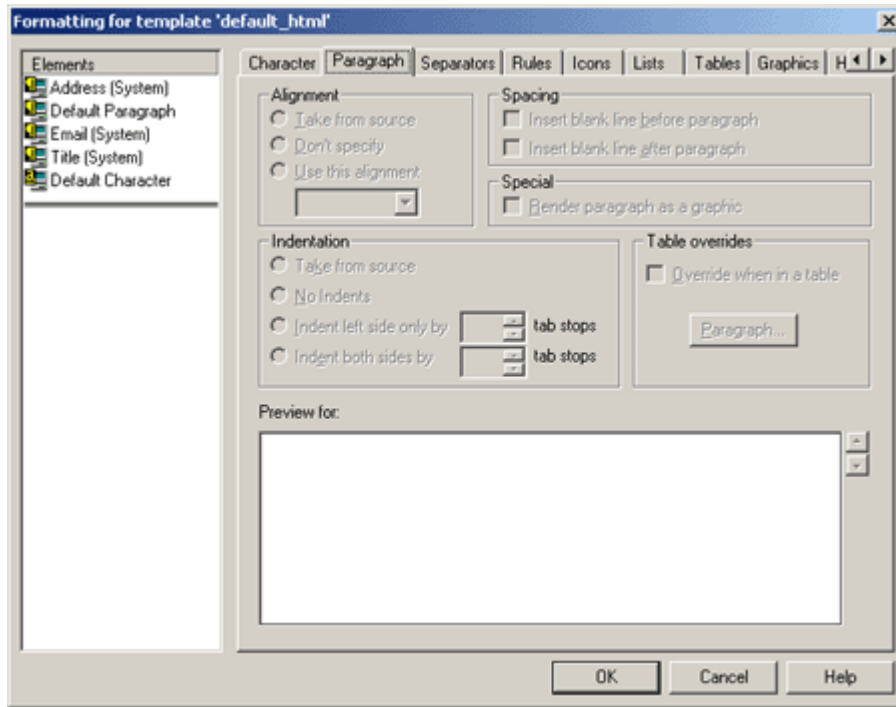 Formatting for template 'default_html'
Elements
Address (System)
Default Paragraph
Email (System)
Title (System)
Default Character
Character Paragraph Separators Rules Icons Lists Tables Graphics H
Alignment
Take from source
Don't specify
Use this alignment
Spacing
Insert blank line before paragraph
Insert blank line after paragraph
Special
Render paragraph as a graphic
Indentation
Take from source
No Indents
Indent left side only by tab stops
Indent both sides by tab stops
Table overrides
Override when in a table
Paragraph...
Preview for:
OK Cancel Help